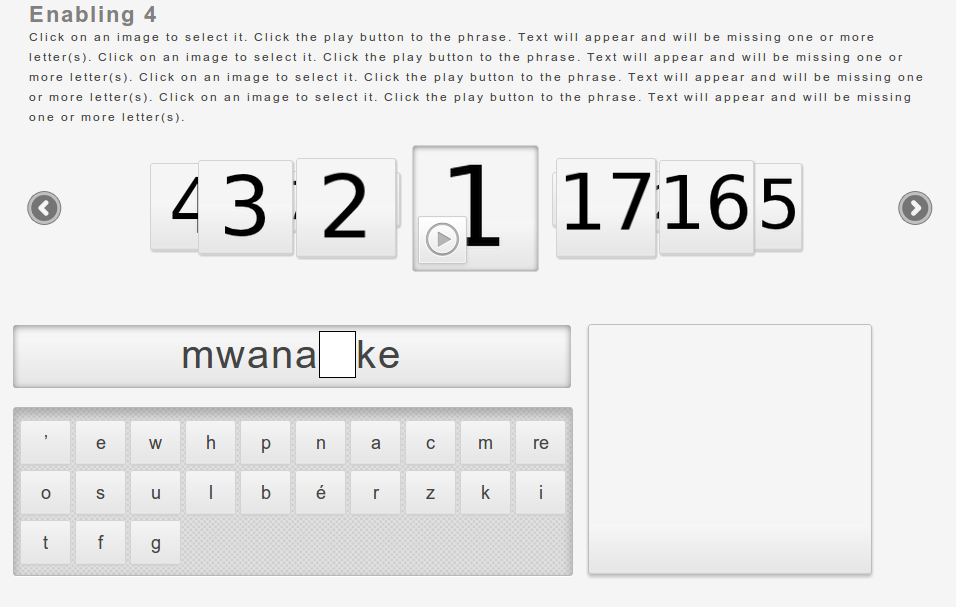 Enabling 4
Click on an image to select it. Click the play button to the phrase. Text will appear and will be missing one or more
letter(s). Click on an image to select it. Click the play button to the phrase. Text will appear and will be missing one or
more letter(s). Click on an image to select it. Click the play button to the phrase. Text will appear and will be missing one
or more letter(s). Click on an image to select it. Click the play button to the phrase. Text will appear and will be missing
one or more letter(s).
4 3 2 1 17 16 5
mwana ke
’ e w h p n a c m re
o s u l b é r z k i
t f g